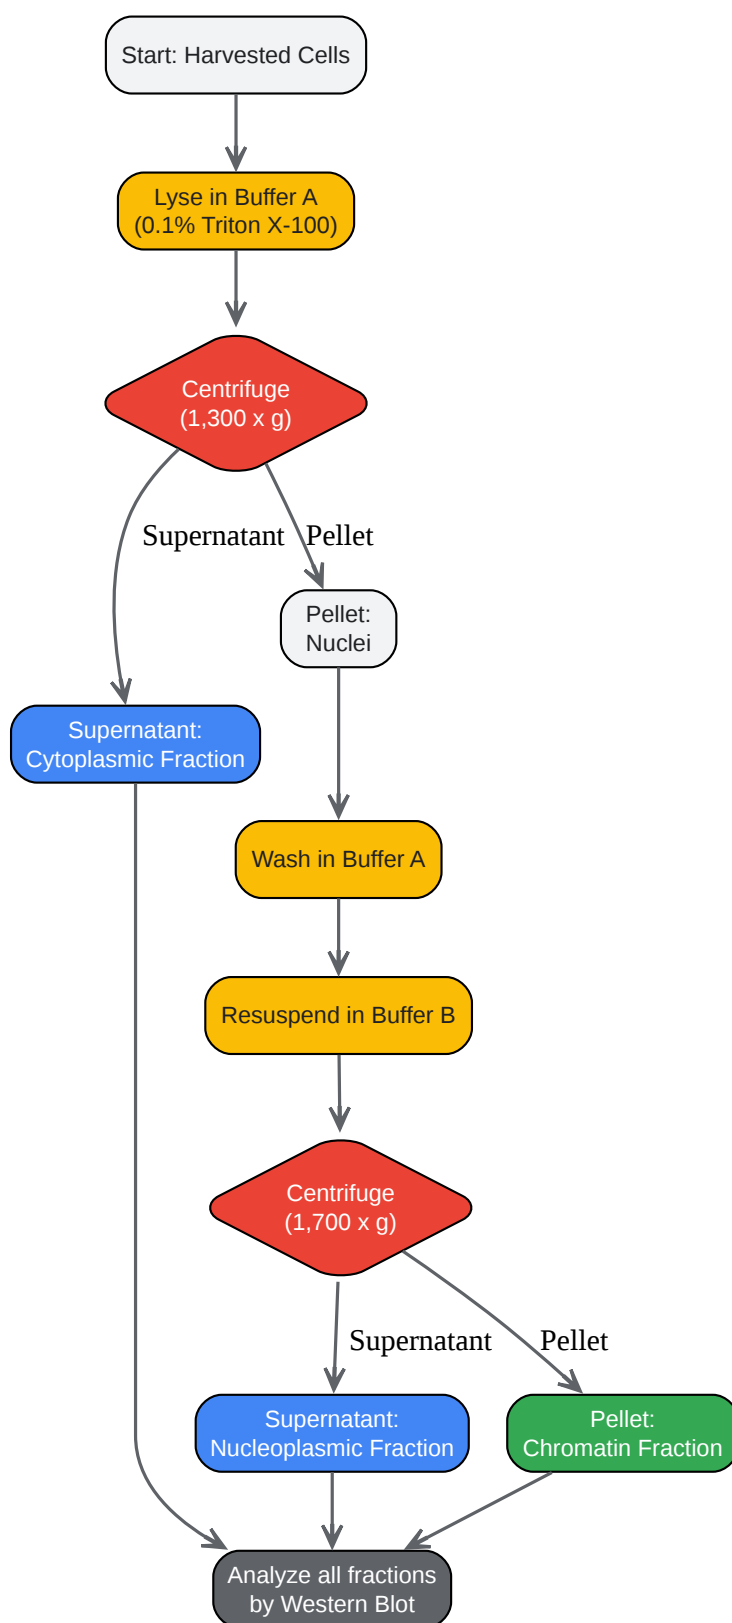 Start: Harvested Cells
Lyse in Buffer A
(0.1% Triton X-100)
Centrifuge
(1,300 x g)
Supernatant
Pellet
Pellet:
Nuclei
Supernatant:
Cytoplasmic Fraction
Wash in Buffer A
Resuspend in Buffer B
Centrifuge
(1,700 x g)
Supernatant
Pellet
Supernatant:
Nucleoplasmic Fraction
Pellet:
Chromatin Fraction
Analyze all fractions
by Western Blot